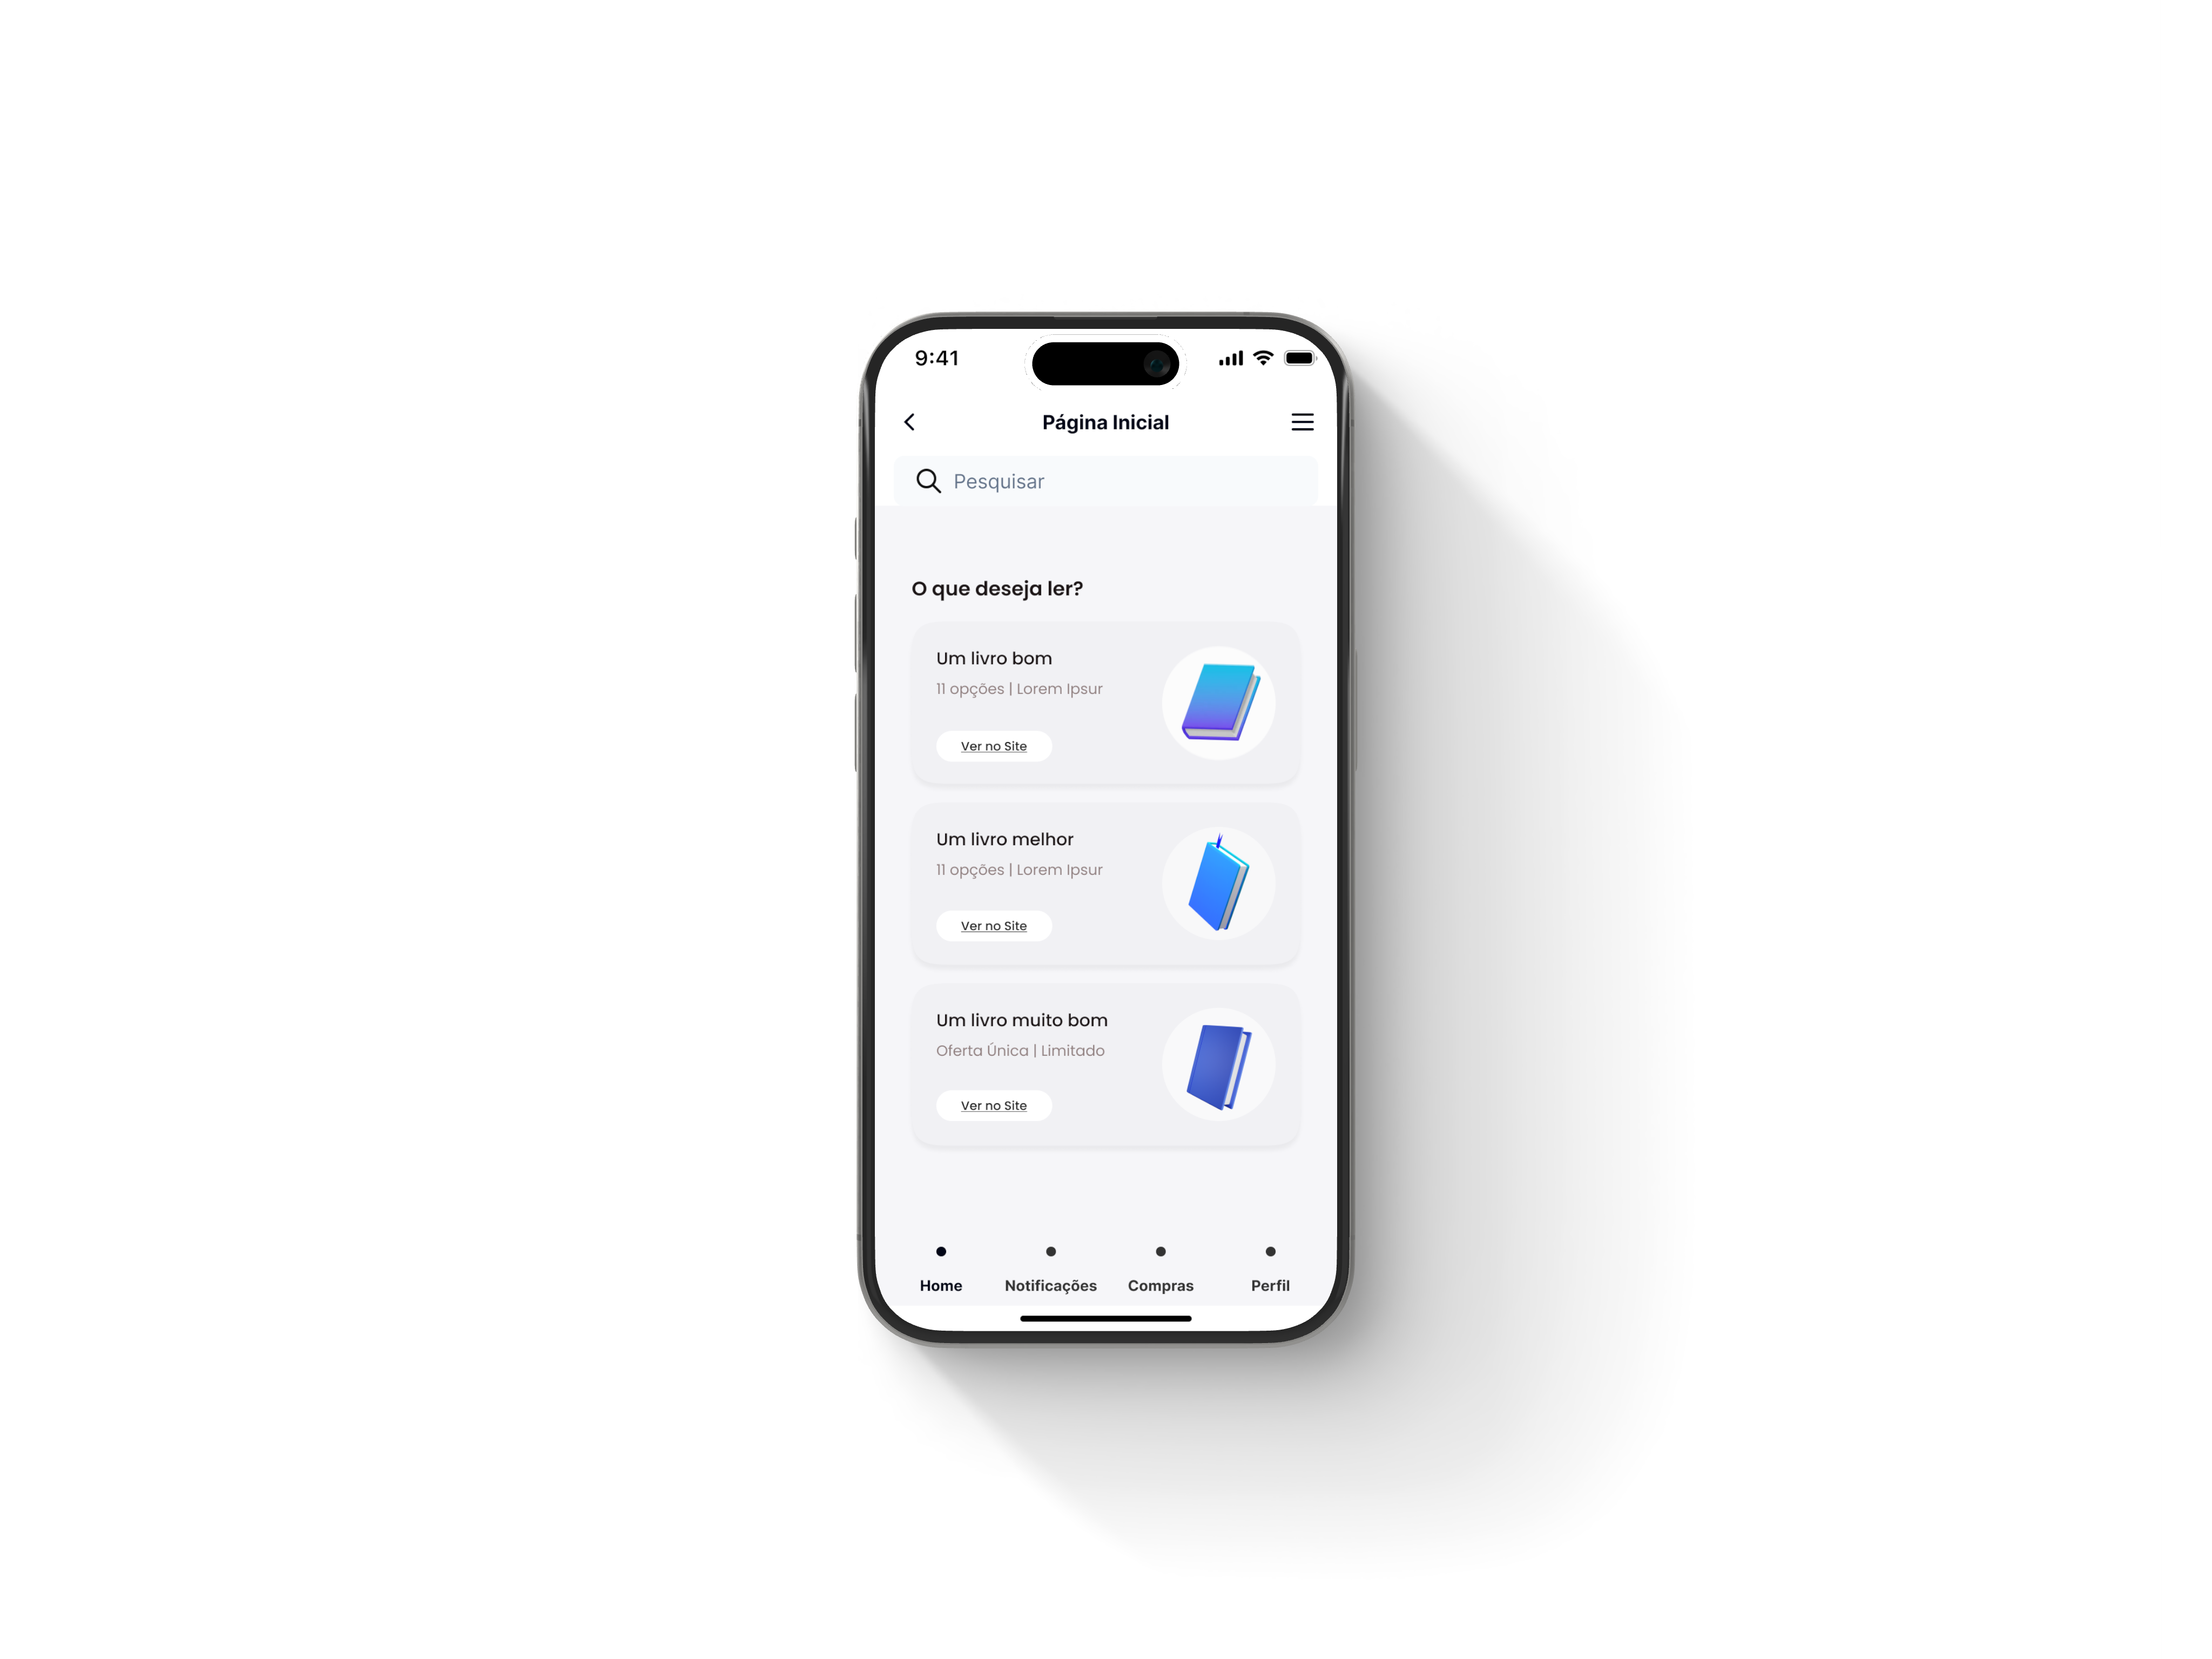 9:41
Página Inicial
Pesquisar
O que deseja ler?
Um livro bom
11 opções | Lorem Ipsur
Ver no Site
Um livro melhor
11 opções | Lorem Ipsur
Ver no Site
Um livro muito bom
Oferta Única | Limitado
Ver no Site
Home Notificações Compras Perfil